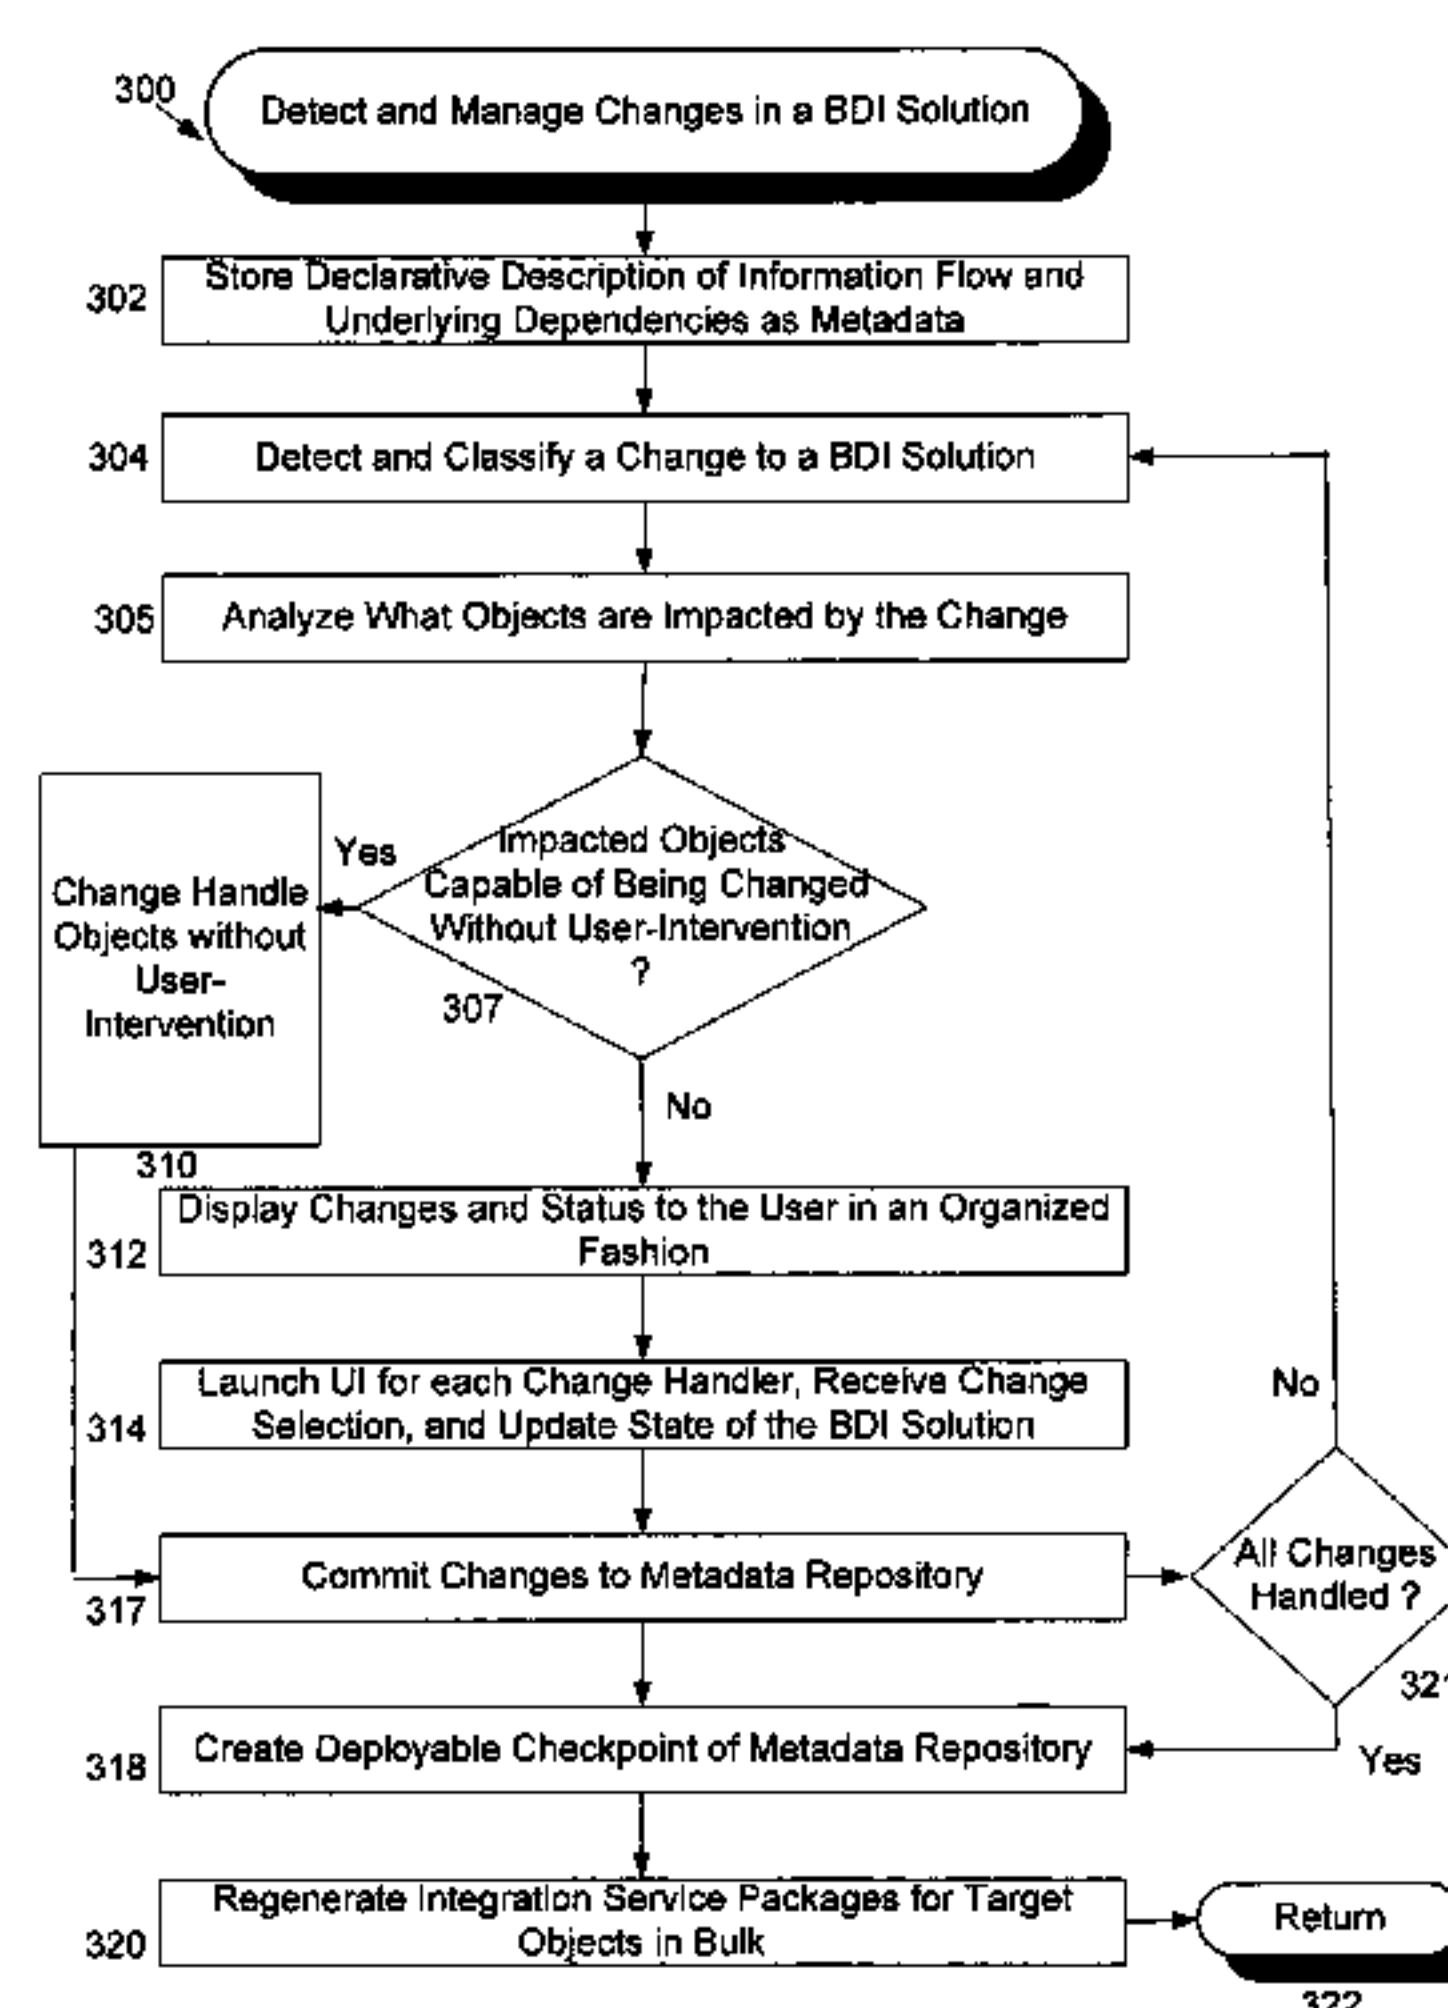 300
Detect and Manage Changes in a BDI Solution
302
Store Declarative Description of Information Flow and
Underlying Dependencies as Metadata
304
Detect and Classify a Change to a BDI Solution
305
Analyze What Objects are Impacted by the Change
Yes
Impacted Objects
Capable of Being Changed
Without User-Intervention
?
307
Change Handle
Objects without
User-
Intervention
310
No
312
Display Changes and Status to the User in an Organized
Fashion
314
Launch UI for each Change Handler, Receive Change
Selection, and Update State of the BDI Solution
No
317
Commit Changes to Metadata Repository
All Changes
Handled ?
321
318
Create Deployable Checkpoint of Metadata Repository
Yes
320
Regenerate Integration Service Packages for Target
Objects in Bulk
Return
322